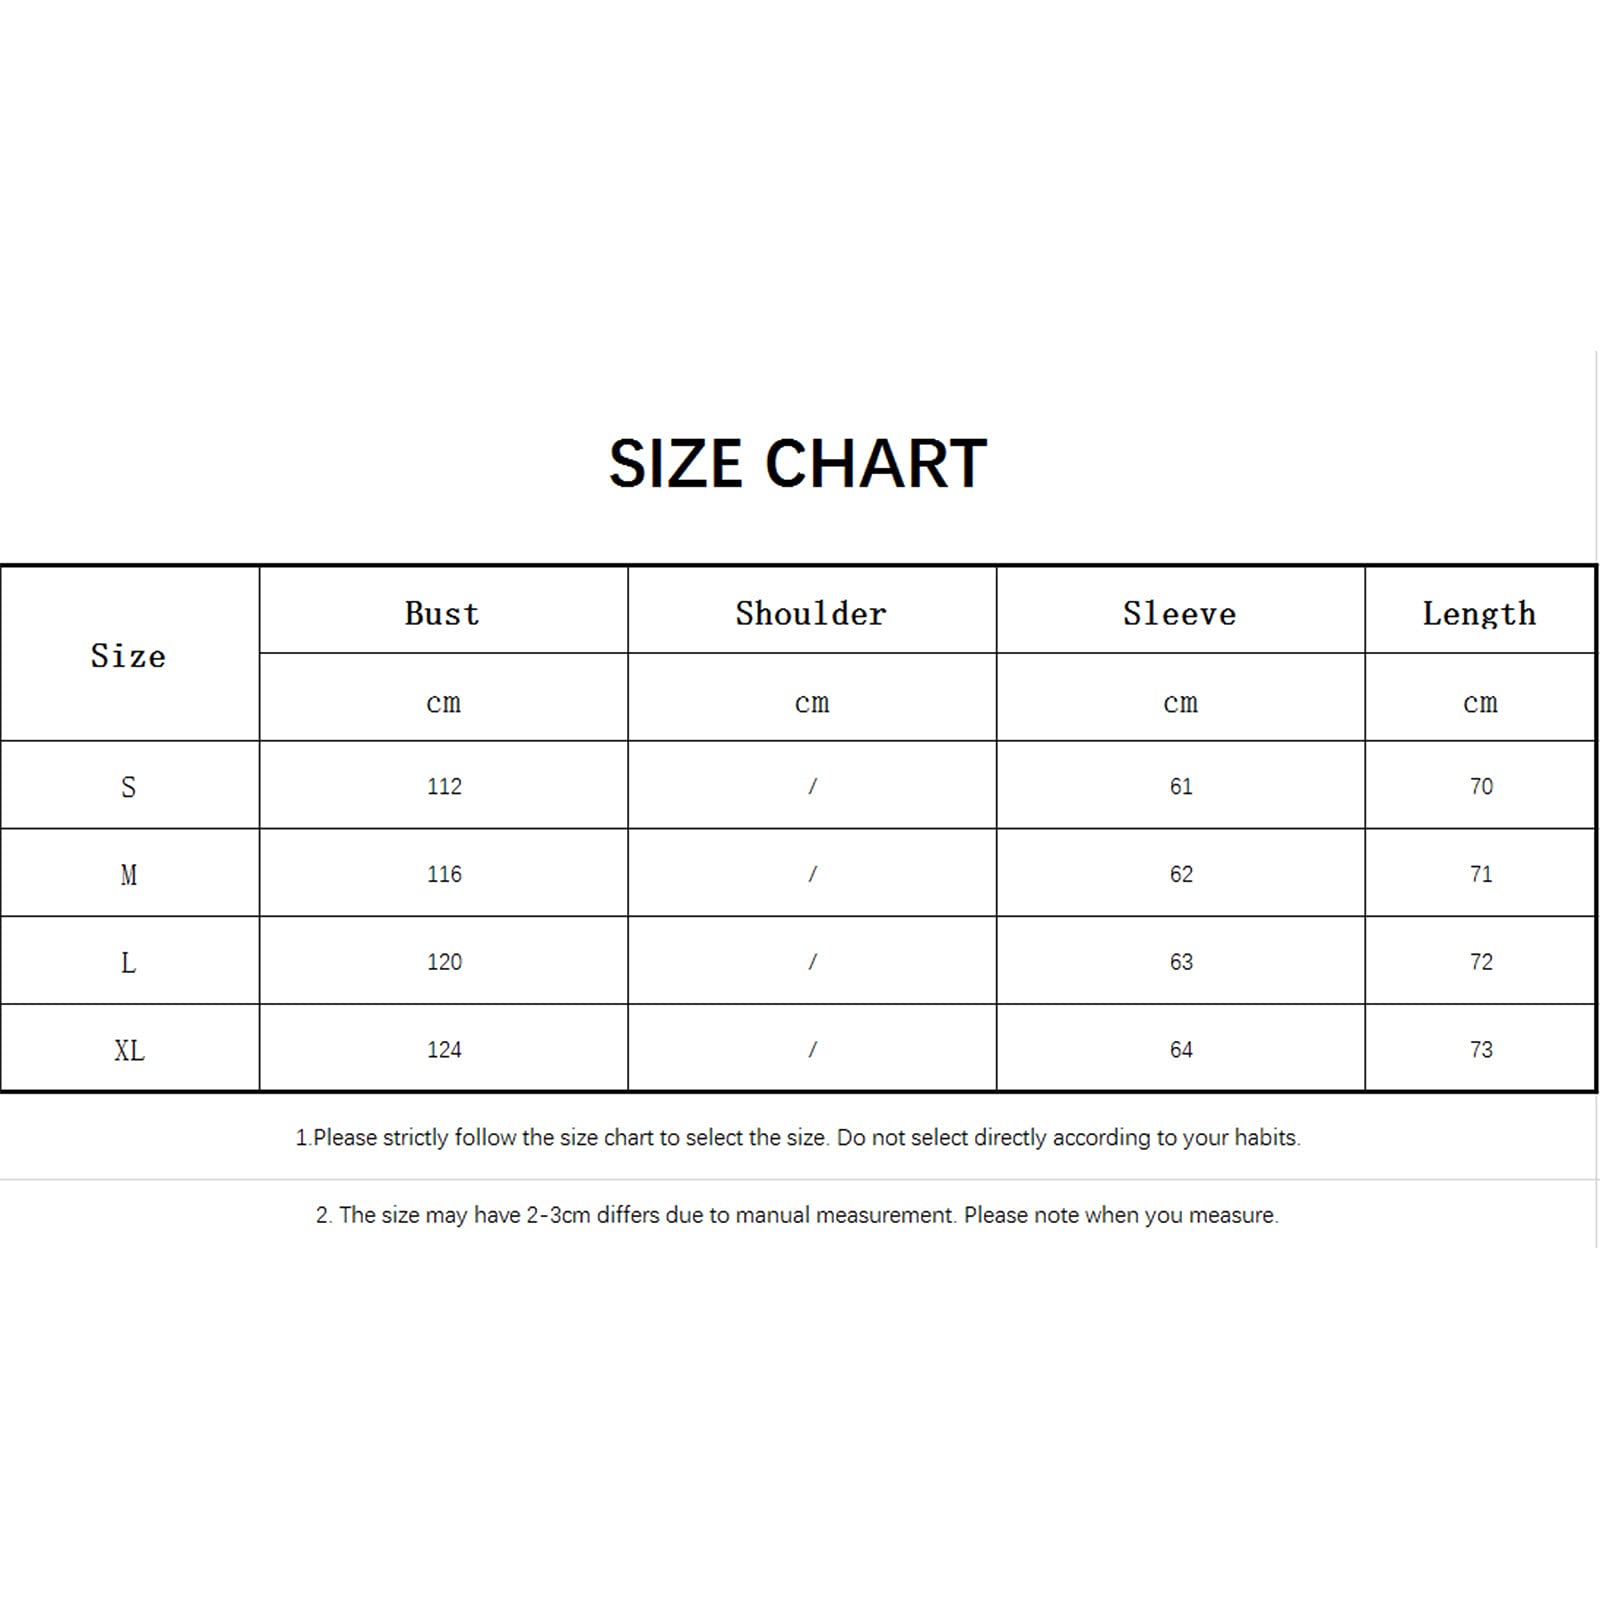 SIZE CHART
Size Bust Shoulder Sleeve Length
cm cm cm cm
S 112 / 61 70
M 116 / 62 71
L 120 / 63 72
XL 124 / 64 73
1.Please strictly follow the size chart to select the size. Do not select directly according to your habits.
2. The size may have 2-3cm differs due to manual measurement. Please note when you measure.